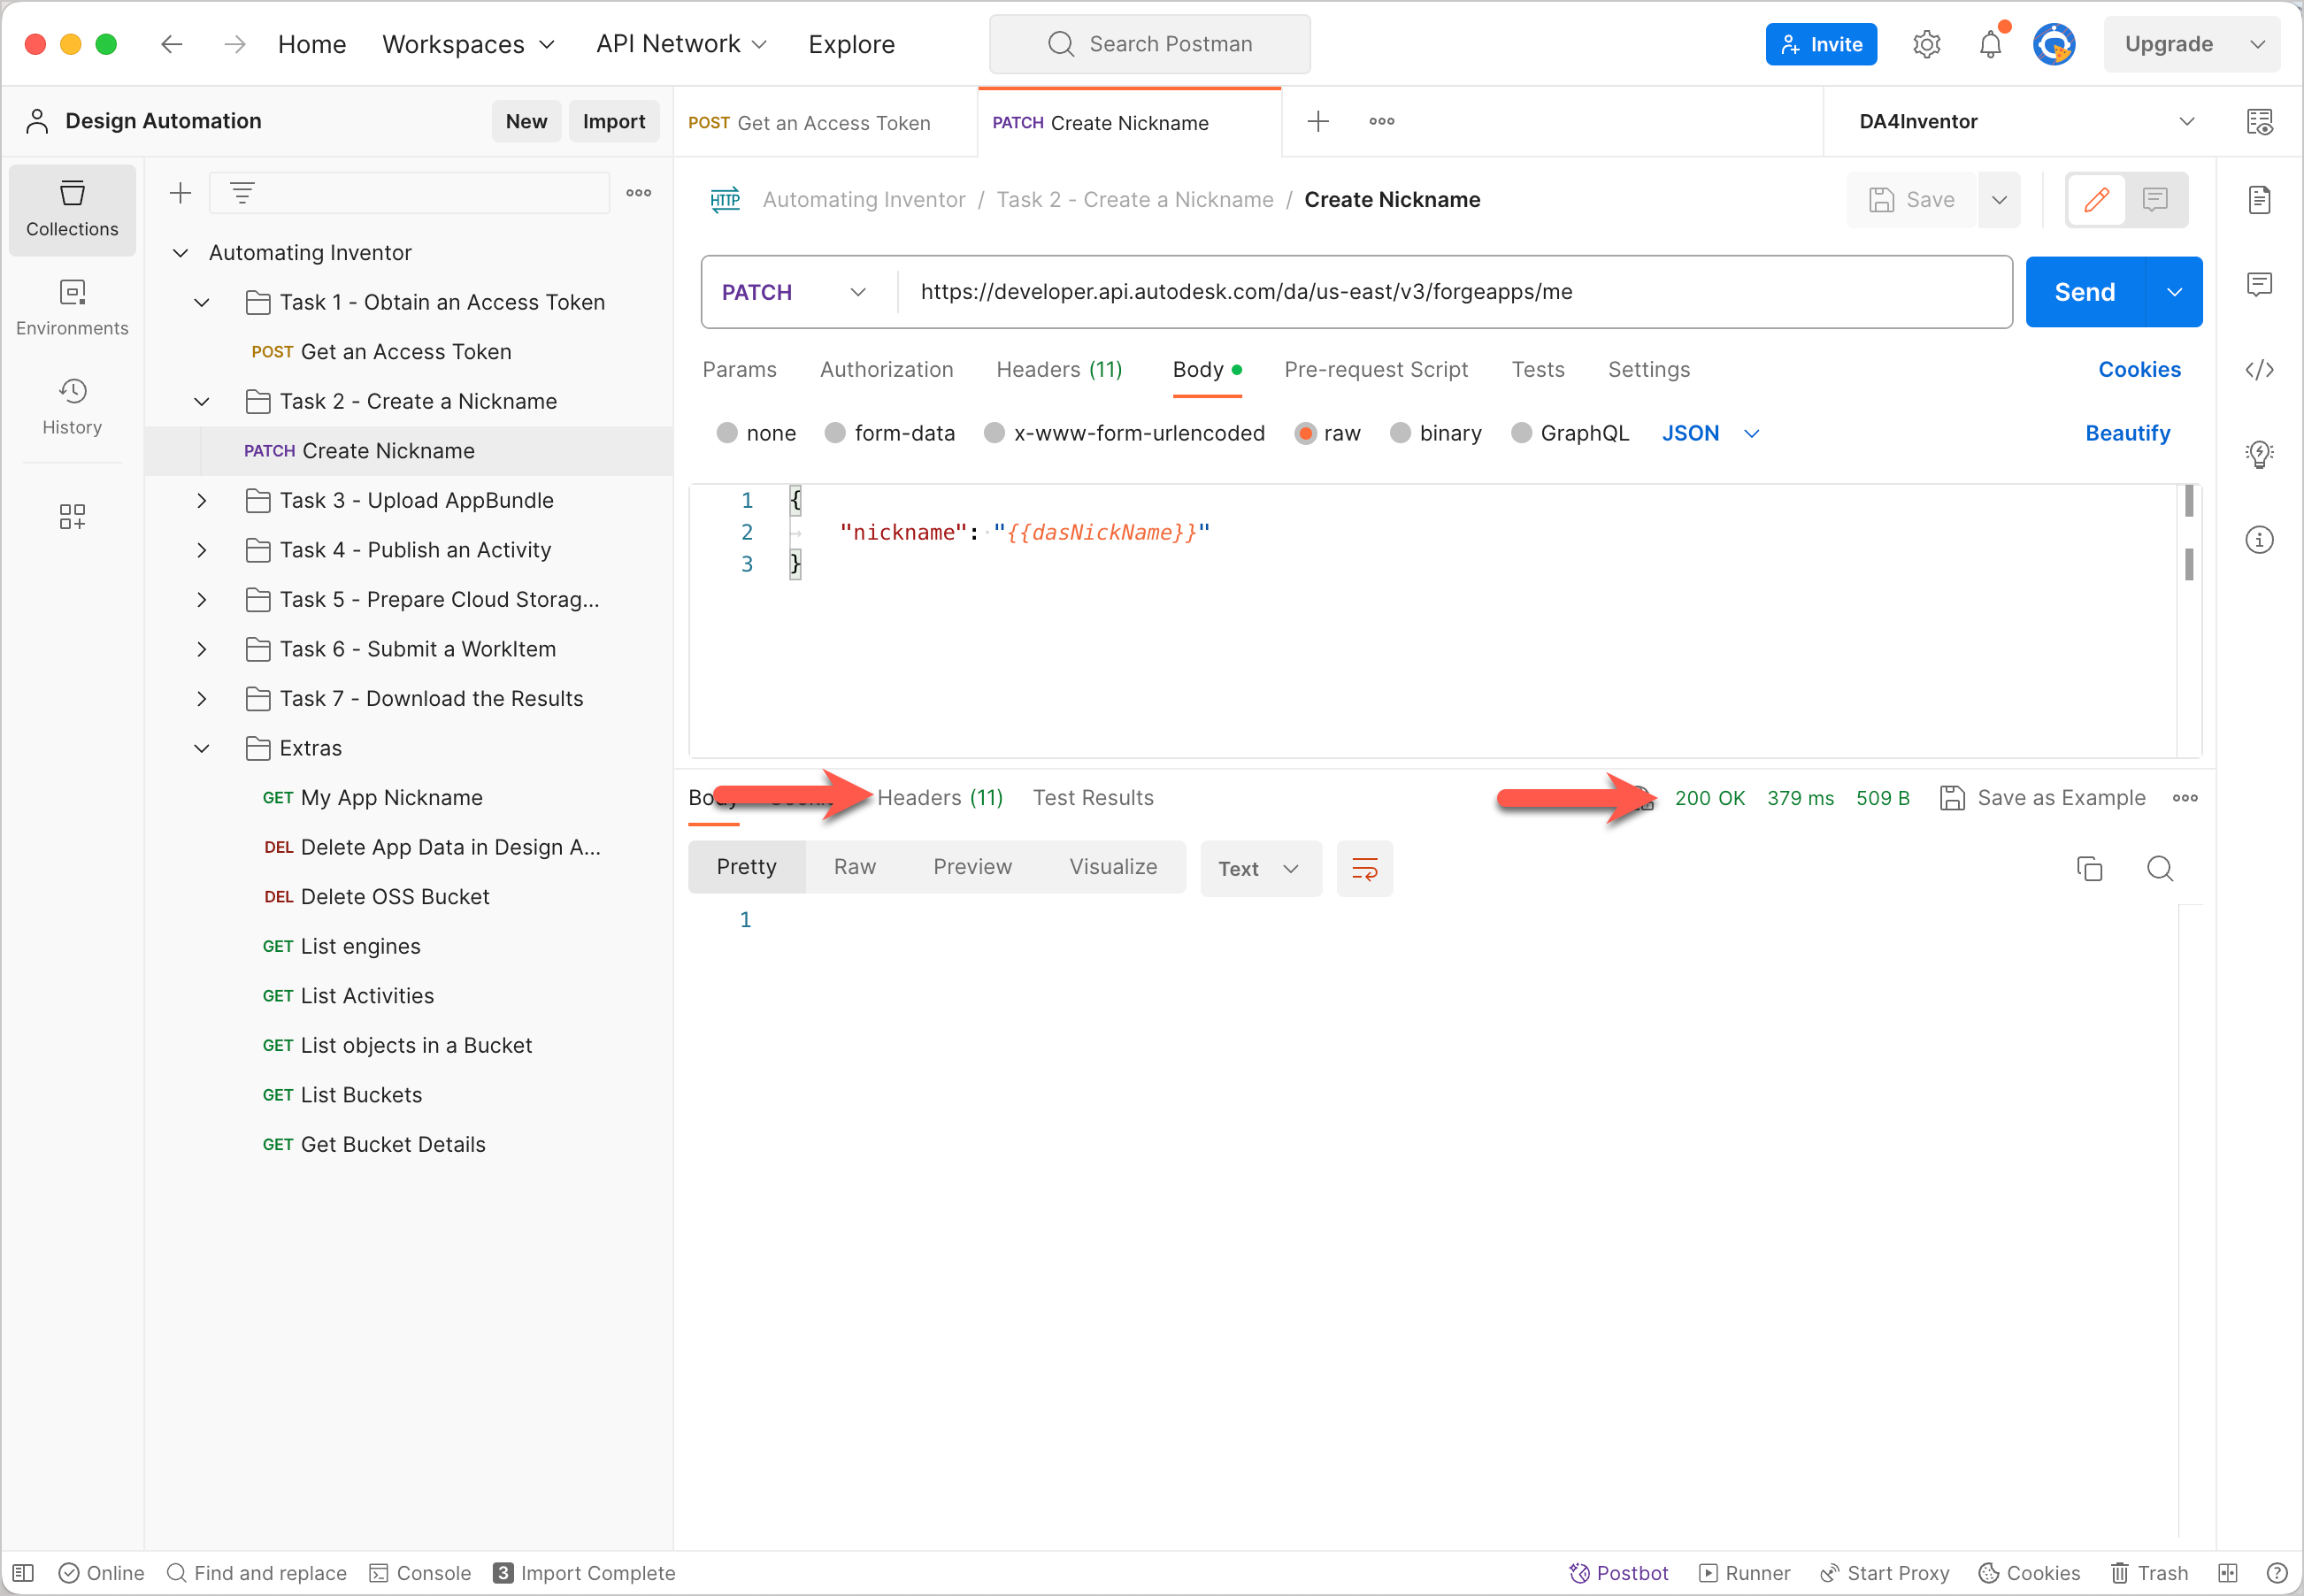 Home Workspaces API Network Explore Search Postman Invite Upgrade
Design Automation New Import POST Get an Access Token PATCH Create Nickname DA4Inventor
Collections
Environments
History
Automating Inventor
Task 1 - Obtain an Access Token
POST Get an Access Token
Task 2 - Create a Nickname
PATCH Create Nickname
Task 3 - Upload AppBundle
Task 4 - Publish an Activity
Task 5 - Prepare Cloud Storag...
Task 6 - Submit a WorkItem
Task 7 - Download the Results
Extras
GET My App Nickname
DEL Delete App Data in Design A...
DEL Delete OSS Bucket
GET List engines
GET List Activities
GET List objects in a Bucket
GET List Buckets
GET Get Bucket Details
HTTP Automating Inventor / Task 2 - Create a Nickname / Create Nickname Save
PATCH https://developer.api.autodesk.com/da/us-east/v3/forgeapps/me Send
Params Authorization Headers (11) Body Pre-request Script Tests Settings Cookies
none form-data x-www-form-urlencoded raw binary GraphQL JSON Beautify
1 {
2 "nickname": "{{dasNickName}}"
3 }
Body Headers (11) Test Results 200 OK 379 ms 509 B Save as Example
Pretty Raw Preview Visualize Text
1
Online Find and replace Console 3 Import Complete Postbot Runner Start Proxy Cookies Trash